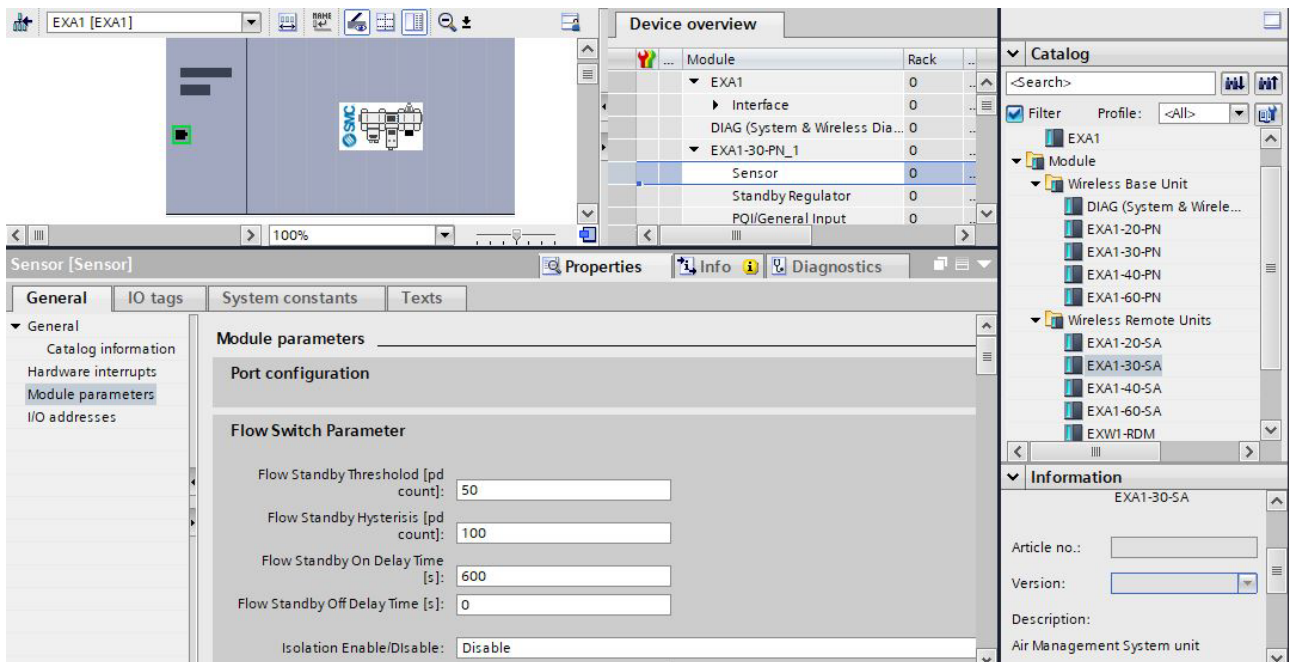 EXA1 [EXA1]
NAME
SMC
100%
Device overview
... Module Rack ...
EXA1 0 ..
Interface 0 ..
DIAG (System & Wireless Dia... 0 ..
EXA1-30-PN_1 0 ..
Sensor 0 ..
Standby Regulator 0 ..
PQI/General Input 0 ..
Sensor [Sensor]
Properties
Info
Diagnostics
General
IO tags
System constants
Texts
General
Catalog information
Hardware interrupts
Module parameters
I/O addresses
Module parameters
Port configuration
Flow Switch Parameter
Flow Standby Thresholod [pd
count]: 50
Flow Standby Hysterisis [pd
count]: 100
Flow Standby On Delay Time
[s]: 600
Flow Standby Off Delay Time [s]: 0
Isolation Enable/DIsable: Disable
Catalog
<Search>
Filter Profile: <All>
EXA1
Module
Wireless Base Unit
DIAG (System & Wirele...
EXA1-20-PN
EXA1-30-PN
EXA1-40-PN
EXA1-60-PN
Wireless Remote Units
EXA1-20-SA
EXA1-30-SA
EXA1-40-SA
EXA1-60-SA
EXW1-RDM
Information
EXA1-30-SA
Article no.:
Version:
Description:
Air Management System unit